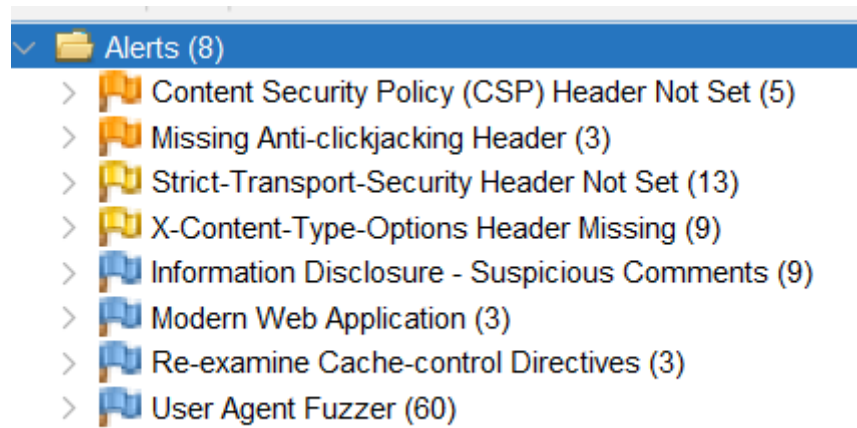 Alerts (8)
Content Security Policy (CSP) Header Not Set (5)
Missing Anti-clickjacking Header (3)
Strict-Transport-Security Header Not Set (13)
X-Content-Type-Options Header Missing (9)
Information Disclosure - Suspicious Comments (9)
Modern Web Application (3)
Re-examine Cache-control Directives (3)
User Agent Fuzzer (60)